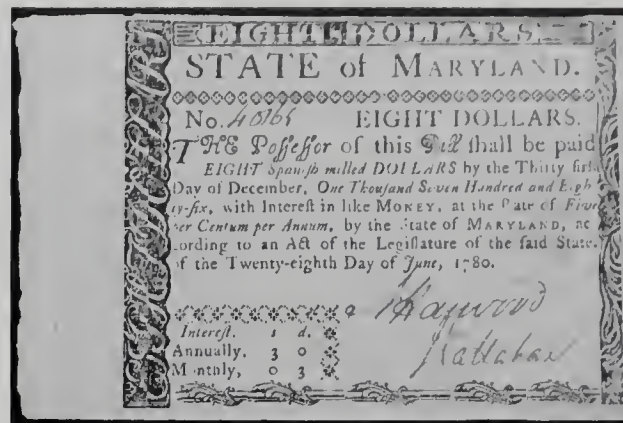 EIGHT DOLLARS
STATE of MARYLAND.
No. 40165 EIGHT DOLLARS.
THE Poſſeſſor of this Bill ſhall be paid
EIGHT Spaniſh milled DOLLARS by the Thirty firſt
Day of December, One Thouſand Seven Hundred and Eigh
ty-ſix, with Intereſt in like MONEY, at the Rate of Five
per Centum per Annum, by the State of MARYLAND, ac
cording to an Act of the Legiſlature of the ſaid State,
of the Twenty-eighth Day of June, 1780.
Intereſt. s d.
Annually, 3 0
Monthly, 0 3